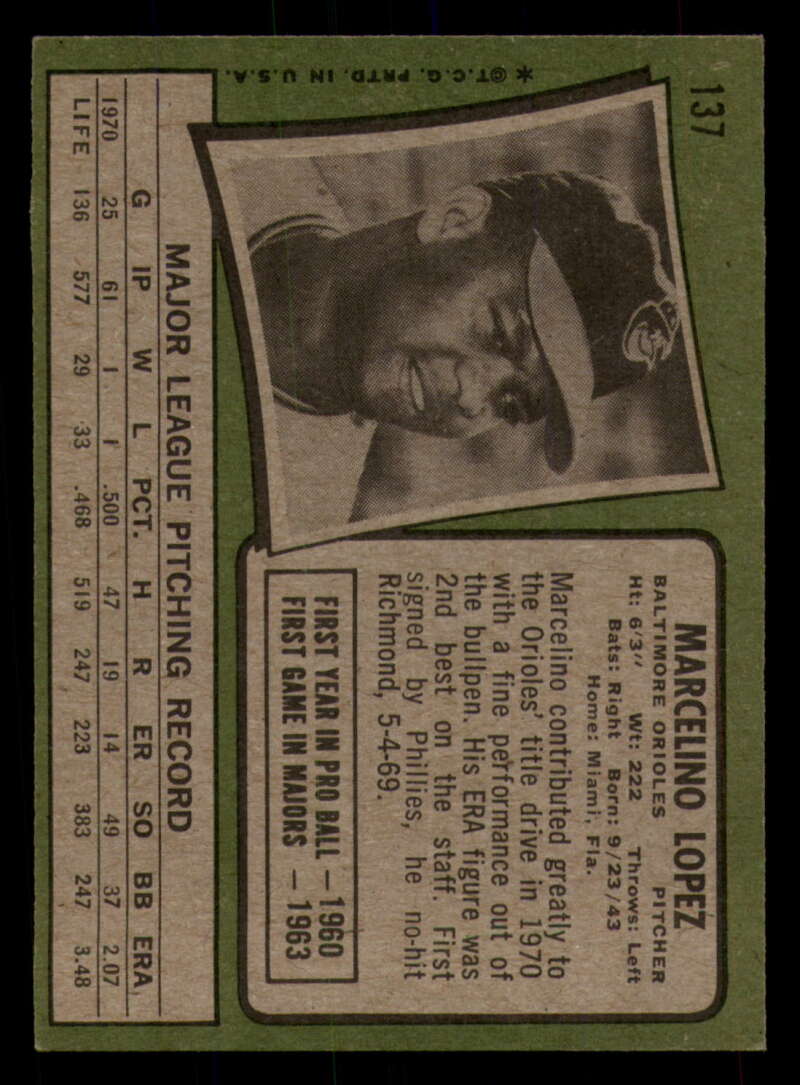 137
*©T.C.G. PRTD. IN U.S.A.
MARCELINO LOPEZ
BALTIMORE ORIOLES PITCHER
Ht: 6'3" Wt: 222 Throws: Left
Bats: Right Born: 9/23/43
Home: Miami, Fla.
Marcelino contributed greatly to
the Orioles' title drive in 1970
with a fine performance out of
the bullpen. His ERA figure was
2nd best on the staff. First
signed by Phillies, he no-hit
Richmond, 5-4-69.
FIRST YEAR IN PRO BALL — 1960
FIRST GAME IN MAJORS — 1963
MAJOR LEAGUE PITCHING RECORD
G IP W L PCT. H R ER SO BB ERA
1970 25 61 1 1 .500 47 19 14 49 37 2.07
LIFE 136 577 29 33 .468 519 247 223 383 247 3.48